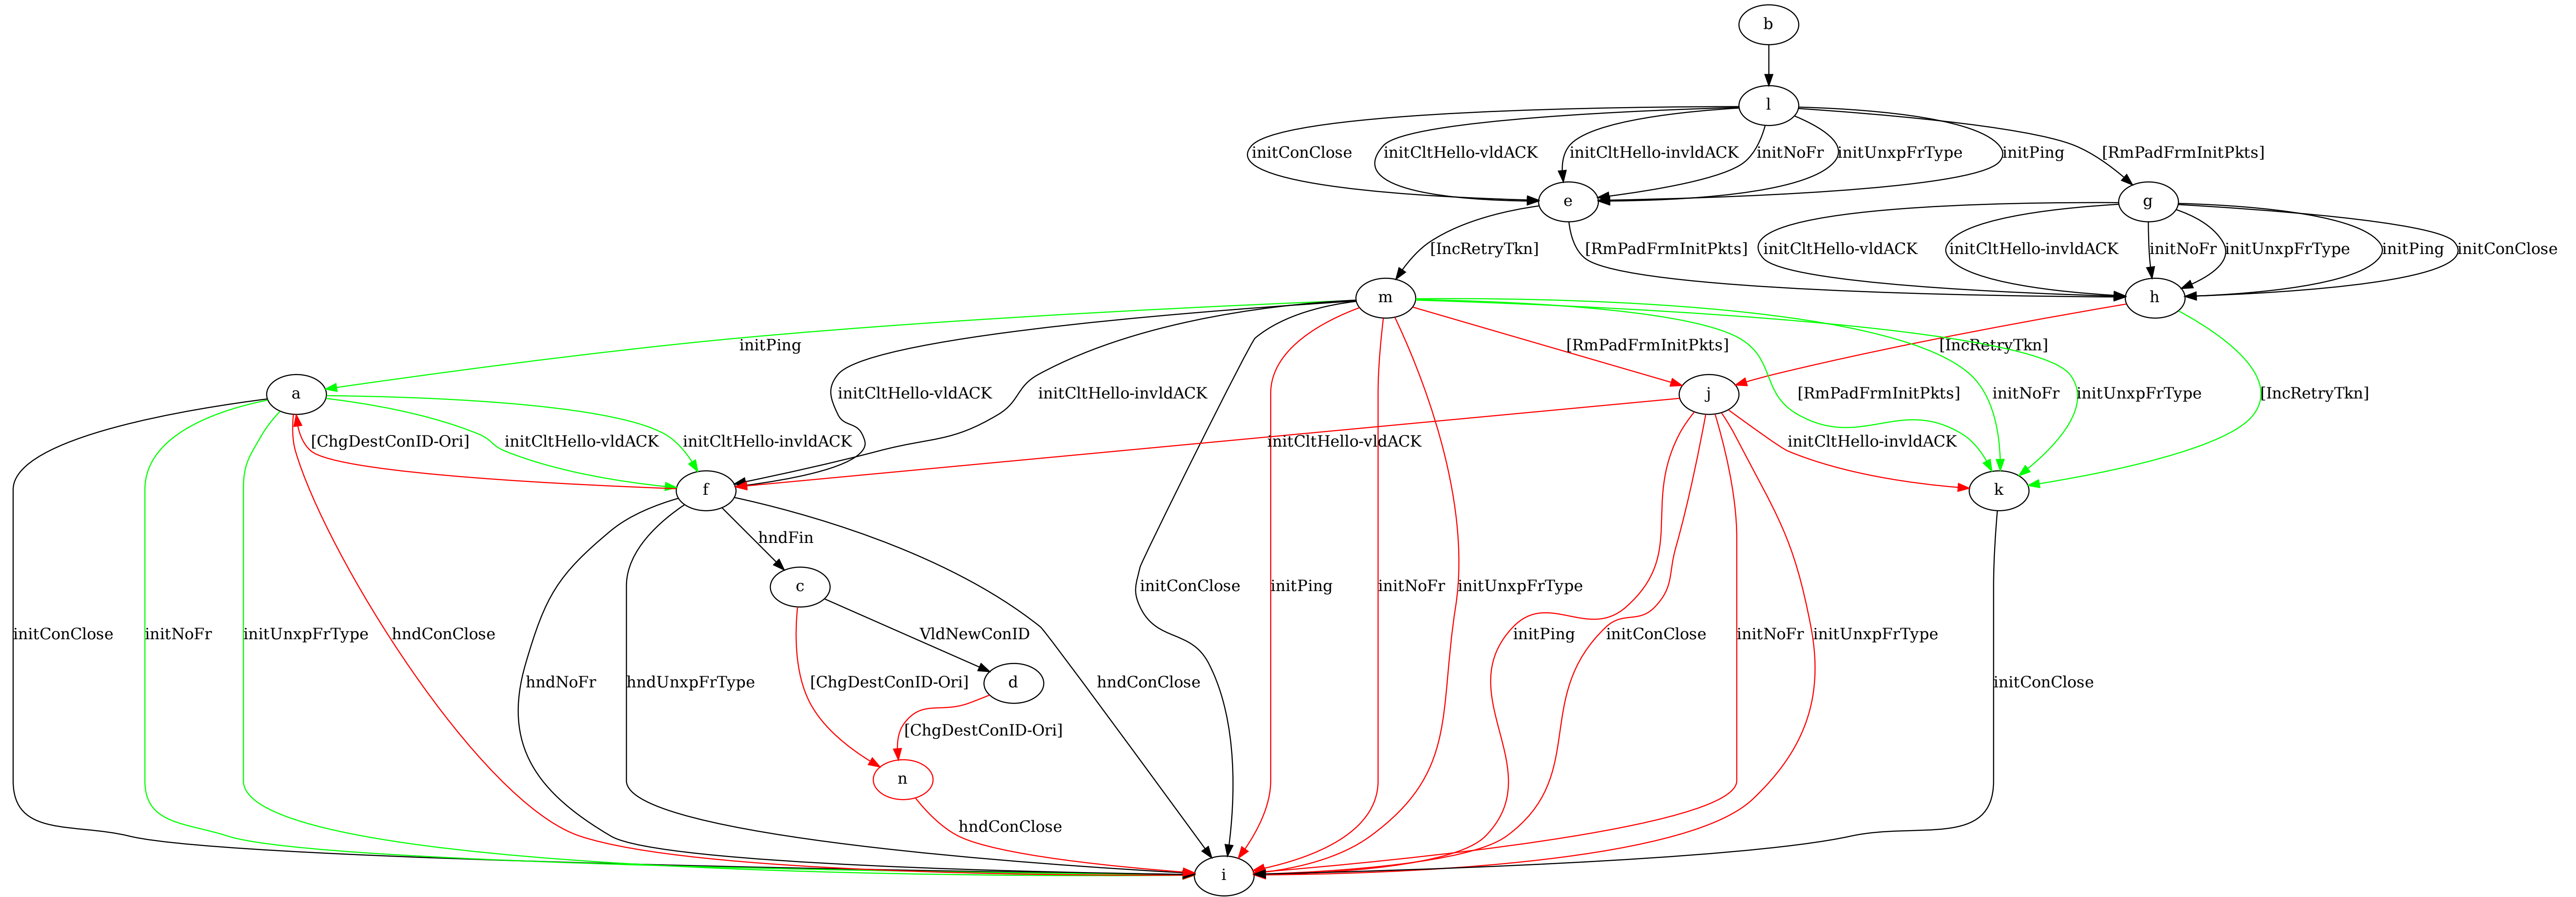 b
l
initConClose
initCltHello-vldACK
initCltHello-invldACK
initNoFr
initUnxpFrType
initPing
[RmPadFrmInitPkts]
e
g
[IncRetryTkn]
[RmPadFrmInitPkts]
initCltHello-vldACK
initCltHello-invldACK
initNoFr
initUnxpFrType
initPing
initConClose
m
h
initPing
[RmPadFrmInitPkts]
[IncRetryTkn]
a
initCltHello-vldACK
initCltHello-invldACK
j
[RmPadFrmInitPkts]
initNoFr
initUnxpFrType
[IncRetryTkn]
[ChgDestConID-Ori]
initCltHello-vldACK
initCltHello-invldACK
initCltHello-vldACK
initCltHello-invldACK
f
k
hndFin
c
initConClose
initPing
initNoFr
initUnxpFrType
initConClose
initNoFr
initUnxpFrType
hndConClose
VldNewConID
initPing
initConClose
initNoFr
initUnxpFrType
hndNoFr
hndUnxpFrType
[ChgDestConID-Ori]
d
hndConClose
initConClose
[ChgDestConID-Ori]
n
hndConClose
i